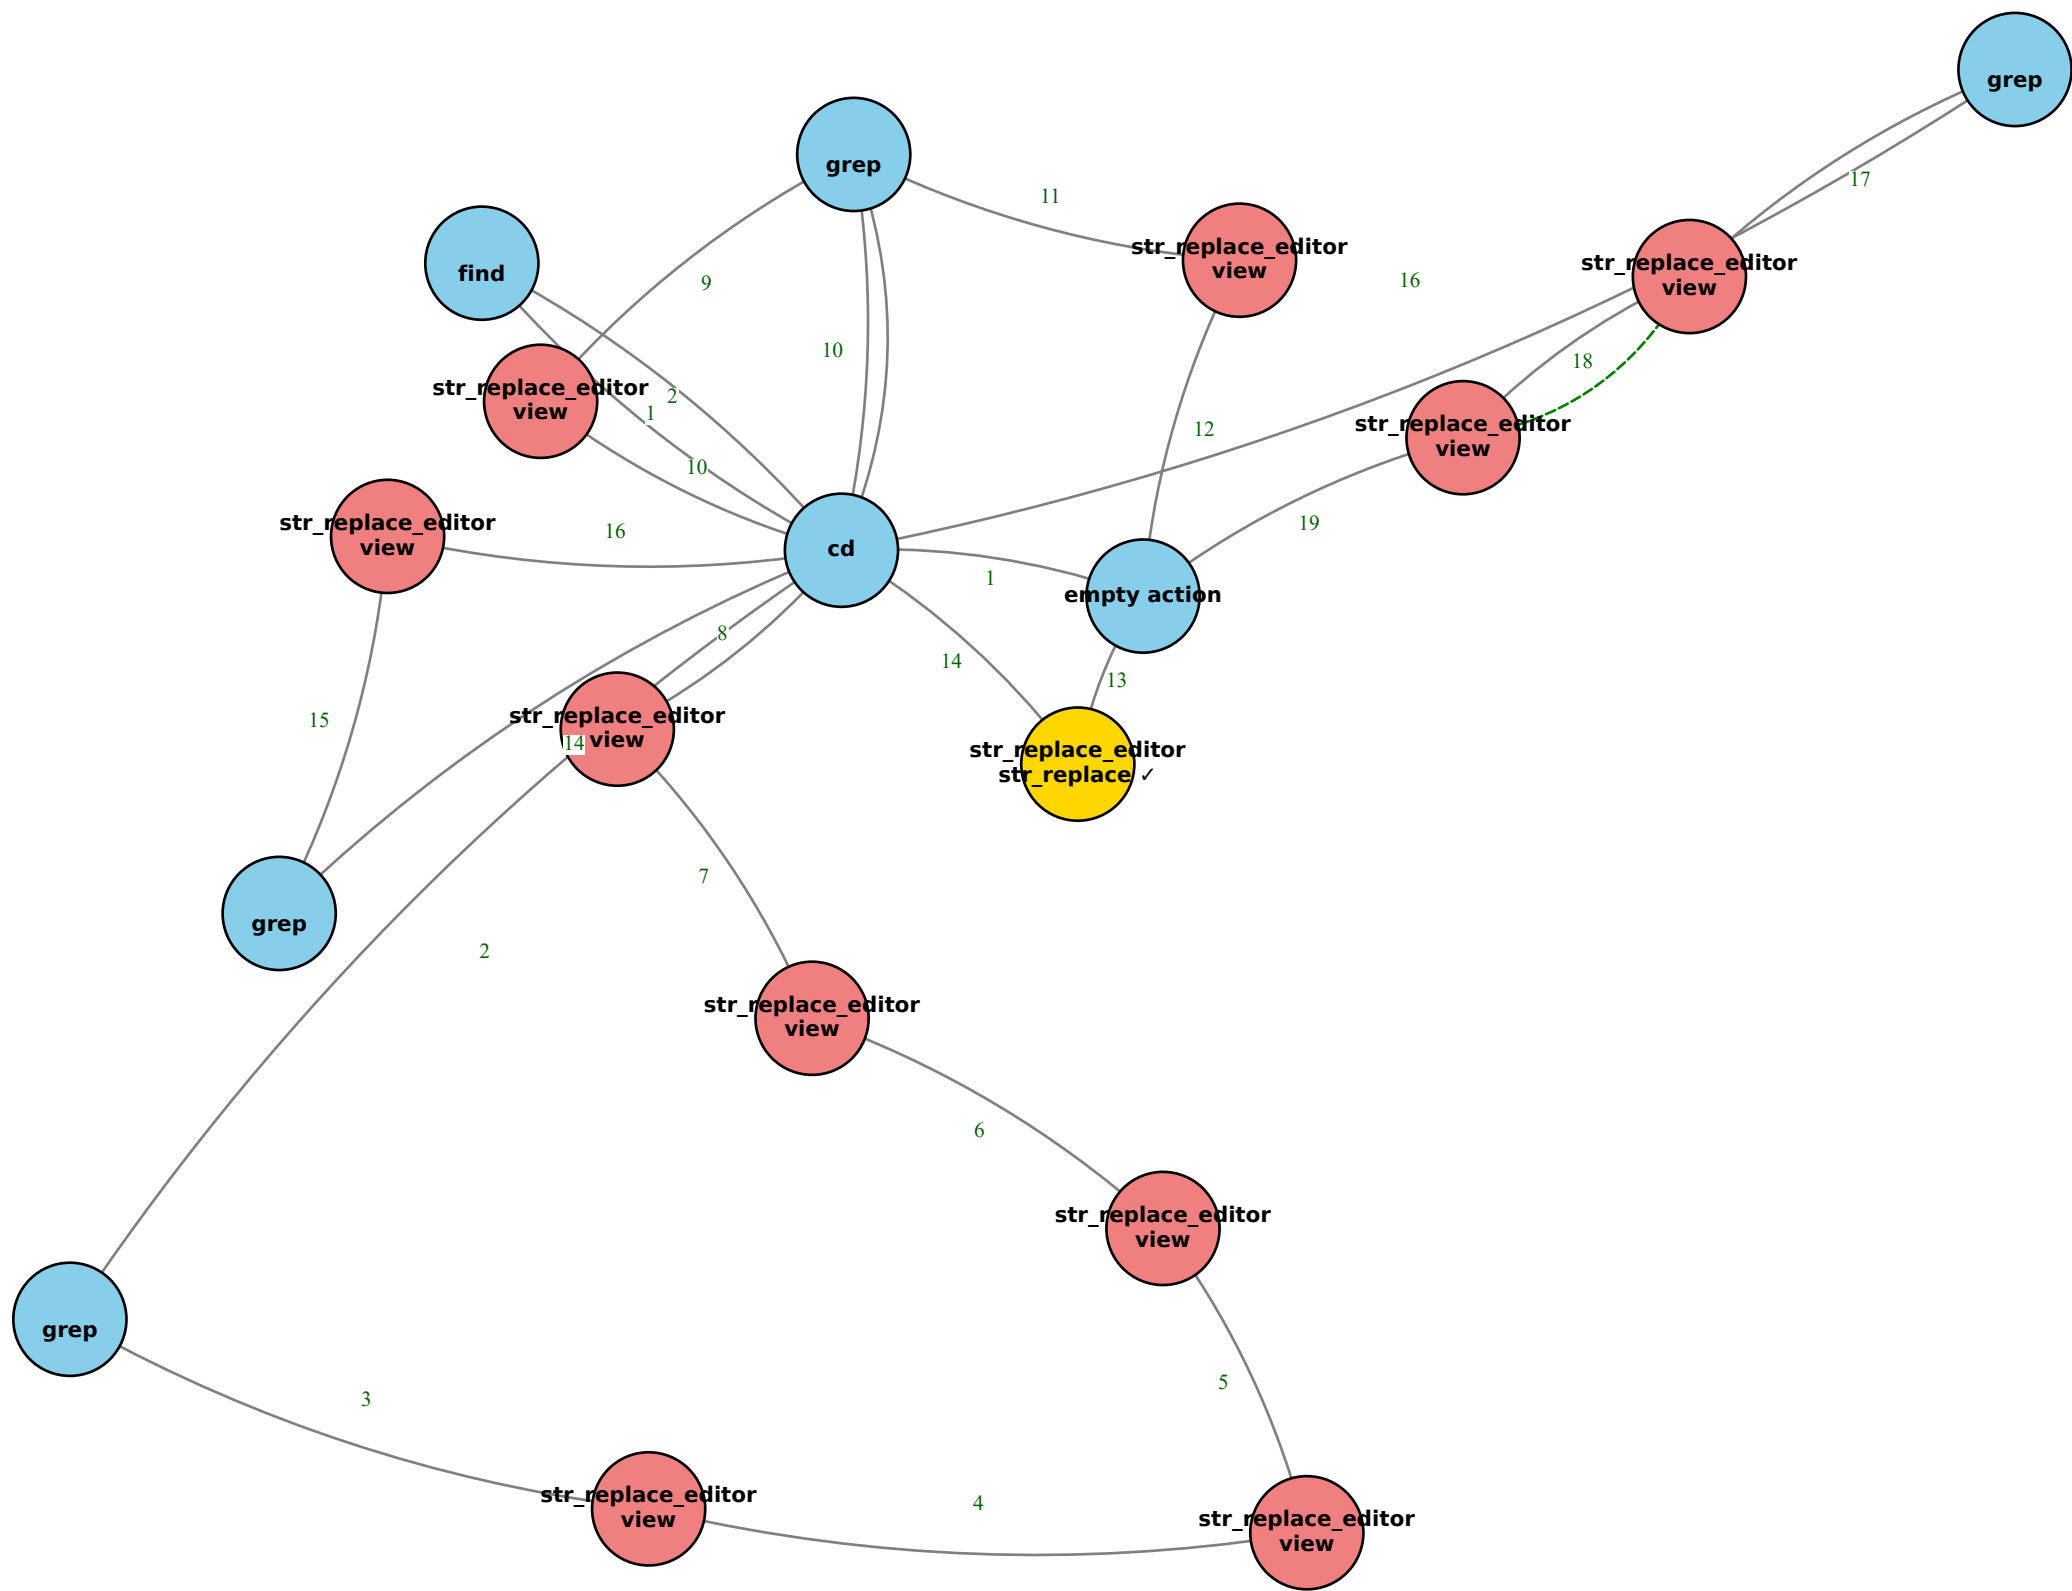 grep
grep
17
11
str_replace_editor
view
str_replace_editor
view
find
9
16
10
18
str_replace_editor
view
2
1
str_replace_editor
view
12
10
str_replace_editor
view
16
19
cd
1
empty action
8
14
13
15
str_replace_editor
view
14
str_replace_editor
str_replace ✓
7
grep
2
str_replace_editor
view
6
str_replace_editor
view
grep
5
3
str_replace_editor
view
4
str_replace_editor
view